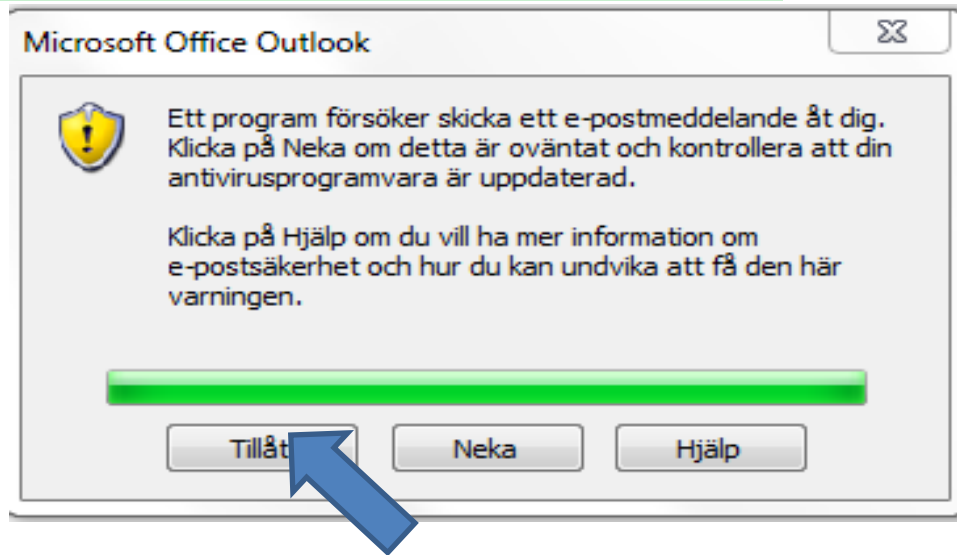 Microsoft Office Outlook
Ett program försöker skicka ett e-postmeddelande åt dig.
Klicka på Neka om detta är oväntat och kontrollera att din
antivirusprogramvara är uppdaterad.
Klicka på Hjälp om du vill ha mer information om
e-postsäkerhet och hur du kan undvika att få den här
varningen.
Tillåt Neka Hjälp